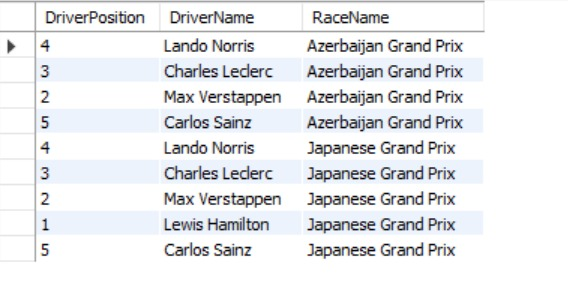 DriverPosition DriverName RaceName
4 Lando Norris Azerbaijan Grand Prix
3 Charles Leclerc Azerbaijan Grand Prix
2 Max Verstappen Azerbaijan Grand Prix
5 Carlos Sainz Azerbaijan Grand Prix
4 Lando Norris Japanese Grand Prix
3 Charles Leclerc Japanese Grand Prix
2 Max Verstappen Japanese Grand Prix
1 Lewis Hamilton Japanese Grand Prix
5 Carlos Sainz Japanese Grand Prix